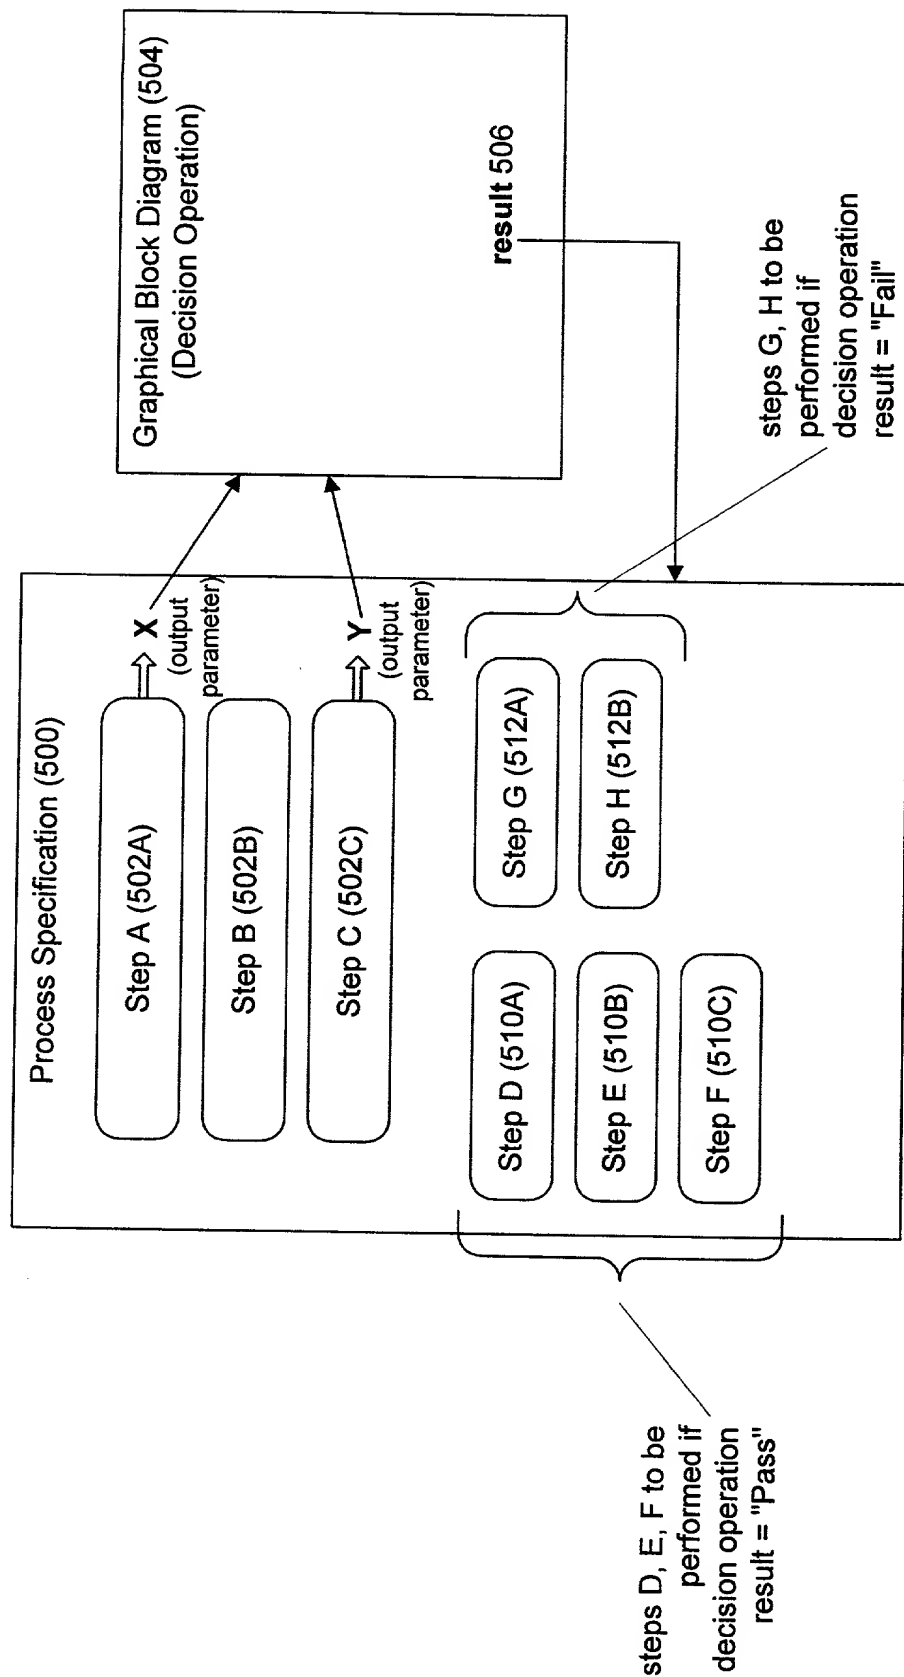 Process Specification (500)
Step A (502A)
Step B (502B)
Step C (502C)
X
(output
parameter)
Y
(output
parameter)
Graphical Block Diagram (504)
(Decision Operation)
result 506
Step D (510A)
Step E (510B)
Step F (510C)
Step G (512A)
Step H (512B)
steps D, E, F to be
performed if
decision operation
result = "Pass"
steps G, H to be
performed if
decision operation
result = "Fail"